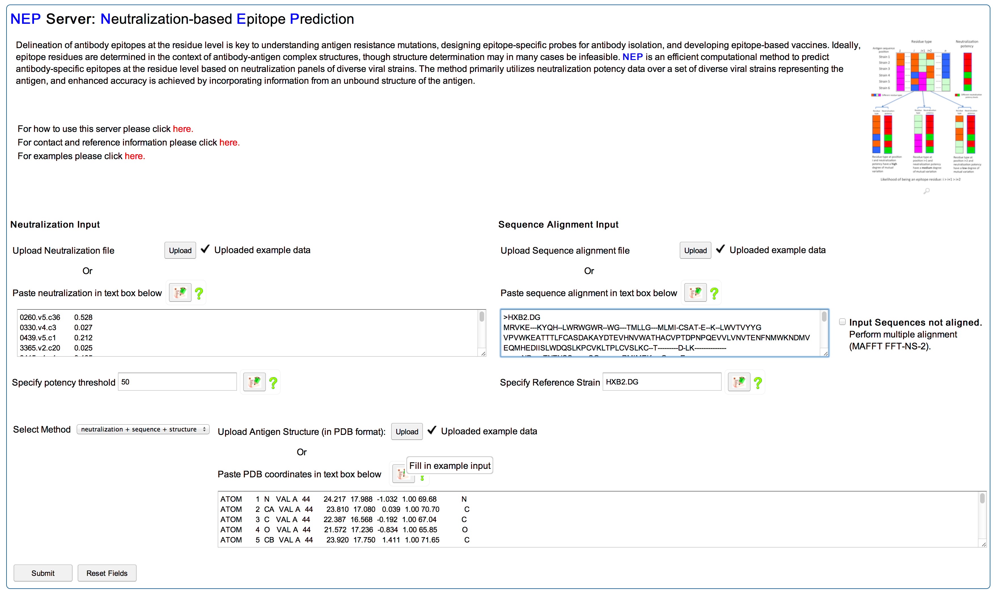 NEP Server: Neutralization-based Epitope Prediction
Delineation of antibody epitopes at the residue level is key to understanding antigen resistance mutations, designing epitope-specific probes for antibody isolation, and developing epitope-based vaccines. Ideally,
epitope residues are determined in the context of antibody-antigen complex structures, though structure determination may in many cases be infeasible. NEP is an efficient computational method to predict
antibody-specific epitopes at the residue level based on neutralization panels of diverse viral strains. The method primarily utilizes neutralization potency data over a set of diverse viral strains representing the
antigen, and enhanced accuracy is achieved by incorporating information from an unbound structure of the antigen.
Residue type
Neutralization
potency
Antigen sequence
position
1 i i+1 i+2 n
Strain 1
Strain 2
Strain 3
Strain 4
Strain 5
Strain 6
Different residue types
Different neutralization
potency levels
Residue Neutralization
type potency
Residue Neutralization
type potency
Residue Neutralization
type potency
Residue type at position
i and neutralization
potency have a high
degree of mutual
variation
Residue type at
position i+1 and
neutralization potency
have a medium degree
of mutual variation
Residue type at
position i+2 and
neutralization potency
have a low degree of
mutual variation
Likelihood of being an epitope residue: i > i+1 > i+2
For how to use this server please click here.
For contact and reference information please click here.
For examples please click here.
Neutralization Input
Upload Neutralization file Upload Uploaded example data
Or
Paste neutralization in text box below ?
0260.v5.c36 0.528
0330.v4.c3 0.027
0439.v5.c1 0.212
3365.v2.c20 0.025
Specify potency threshold 50 ?
Sequence Alignment Input
Upload Sequence alignment file Upload Uploaded example data
Or
Paste sequence alignment in text box below ?
>HXB2.DG
MRVKE---KYQH--LWRWGWR--WG---TMLLG---MLMI-CSAT-E--K--LWVTVYYG
VPVWKEATTTLFCASDAKAYDTEVHNVWATHACVPTDPNPQEVVLVNVTENFNMWKNDMV
EQMHEDIISLWDQSLKPCVKLTPLCVSLKC--T---------D-LK--------------
Input Sequences not aligned.
Perform multiple alignment
(MAFFT FFT-NS-2).
Specify Reference Strain HXB2.DG ?
Select Method neutralization + sequence + structure
Upload Antigen Structure (in PDB format): Upload Uploaded example data
Or
Fill in example input
Paste PDB coordinates in text box below
ATOM 1 N VAL A 44 24.217 17.988 -1.032 1.00 69.68 N
ATOM 2 CA VAL A 44 23.810 17.080 0.039 1.00 70.70 C
ATOM 3 C VAL A 44 22.387 16.568 -0.192 1.00 67.04 C
ATOM 4 O VAL A 44 21.572 17.236 -0.834 1.00 65.85 O
ATOM 5 CB VAL A 44 23.920 17.750 1.411 1.00 71.65 C
Submit Reset Fields